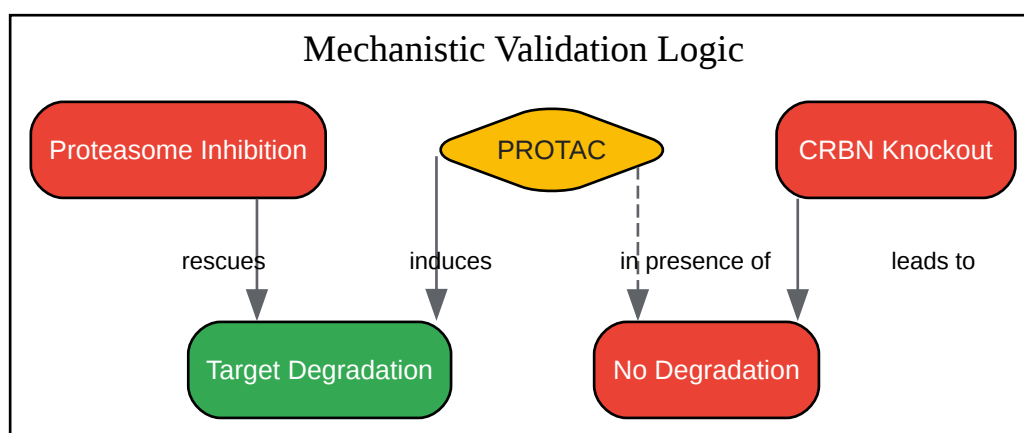 Mechanistic Validation Logic
Proteasome Inhibition
PROTAC
CRBN Knockout
rescues
induces
in presence of
leads to
Target Degradation
No Degradation